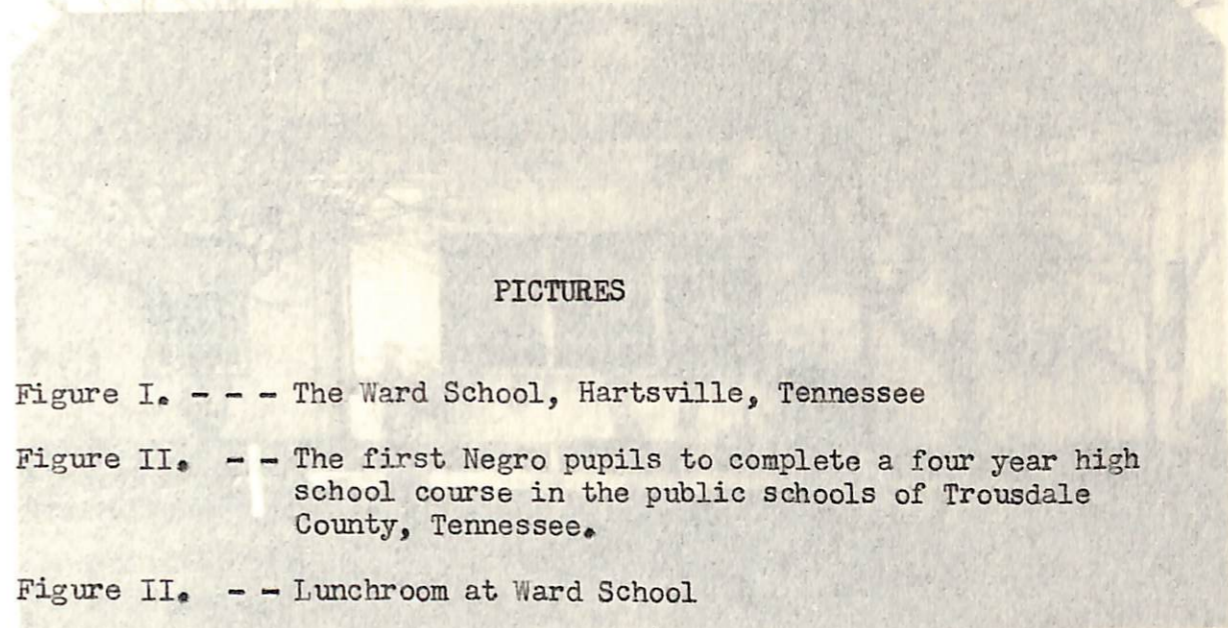 PICTURES
Figure I. - - - The Ward School, Hartsville, Tennessee
Figure II. - - The first Negro pupils to complete a four year high
school course in the public schools of Trousdale
County, Tennessee.
Figure II. - - Lunchroom at Ward School